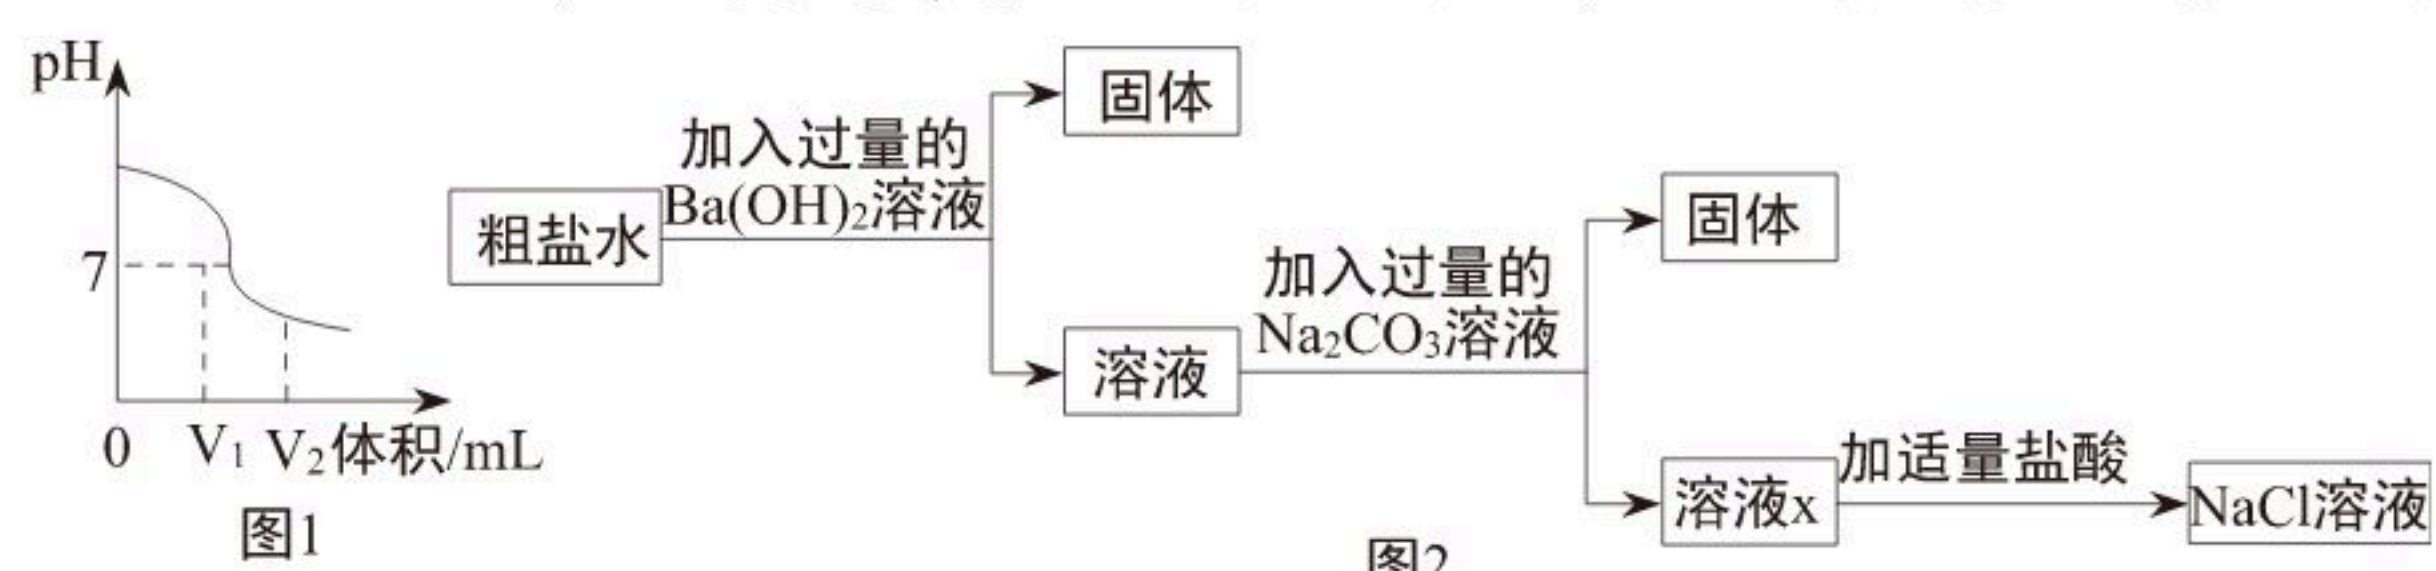 pH
7
0
V₁
V₂
体积/mL
图1
粗盐水
加入过量的
Ba(OH)₂溶液
固体
溶液
加入过量的
Na₂CO₃溶液
固体
溶液x
加适量盐酸
NaCl溶液
图2